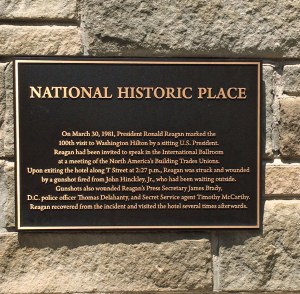 NATIONAL HISTORIC PLACE
On March 30, 1981, President Ronald Reagan marked the
100th visit to Washington Hilton by a sitting U.S. President.
Reagan had been invited to speak in the International Ballroom
at a meeting of the North America's Building Trades Unions.
Upon exiting the hotel along T Street at 2:27 p.m., Reagan was struck and wounded
by a gunshot fired from John Hinckley, Jr., who had been waiting outside.
Gunshots also wounded Reagan's Press Secretary James Brady,
D.C. police officer Thomas Delahanty, and Secret Service agent Timothy McCarthy.
Reagan recovered from the incident and visited the hotel several times afterwards.